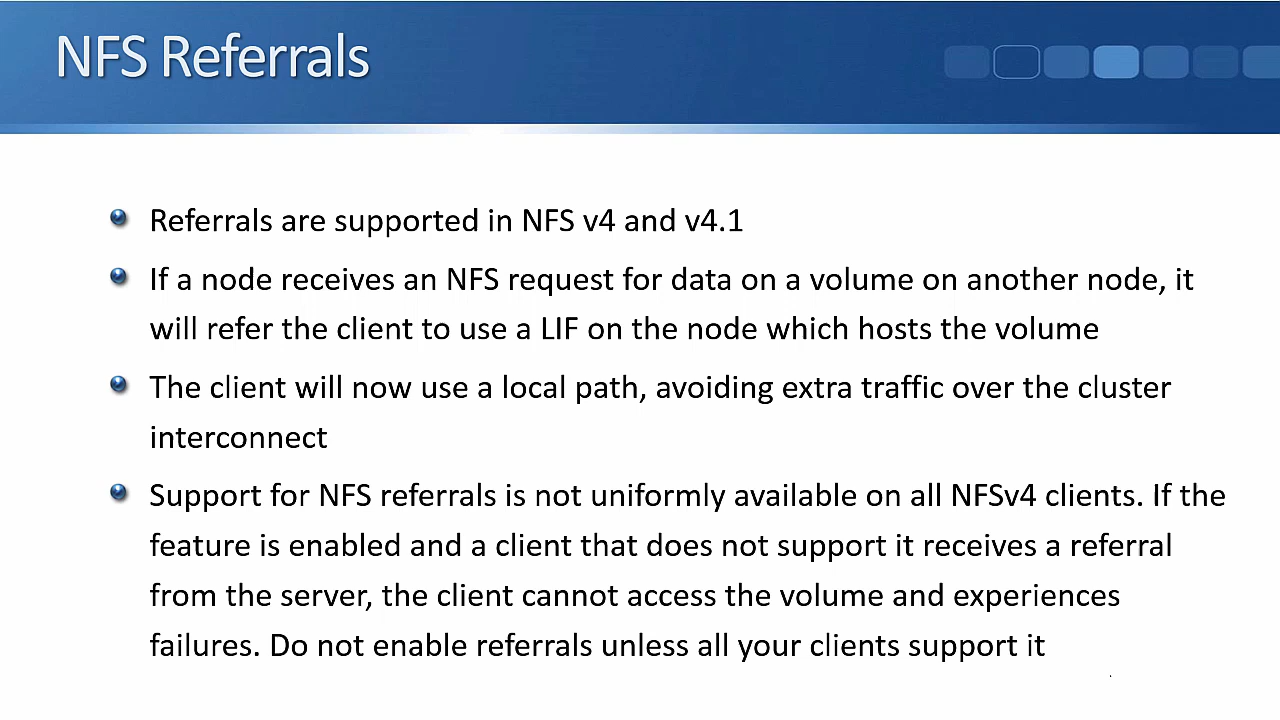 NFS Referrals
Referrals are supported in NFS v4 and v4.1
If a node receives an NFS request for data on a volume on another node, it
will refer the client to use a LIF on the node which hosts the volume
The client will now use a local path, avoiding extra traffic over the cluster
interconnect
Support for NFS referrals is not uniformly available on all NFSv4 clients. If the
feature is enabled and a client that does not support it receives a referral
from the server, the client cannot access the volume and experiences
failures. Do not enable referrals unless all your clients support it